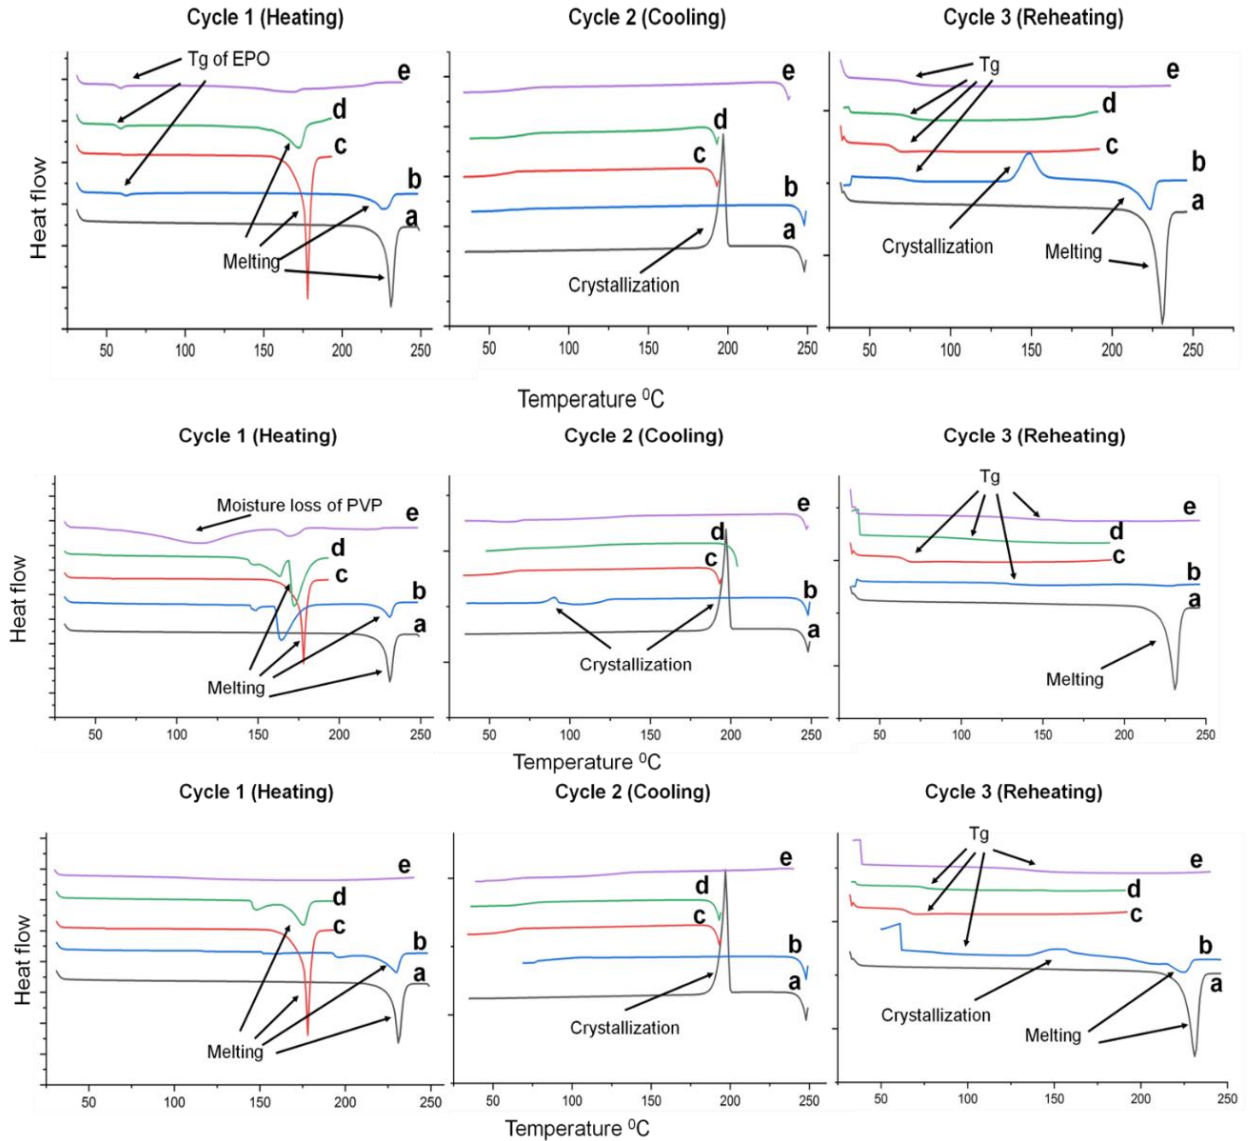 Cycle 1 (Heating) Cycle 2 (Cooling) Cycle 3 (Reheating)
Tg of EPO
e
d
c
b
a
Melting
Heat flow
50 100 150 200 250
e
d
c
b
a
Crystallization
50 100 150 200 250
Tg
e
d
c
b
a
Crystallization
Melting
50 100 150 200 250
Temperature ⁰C
Cycle 1 (Heating) Cycle 2 (Cooling) Cycle 3 (Reheating)
Moisture loss of PVP
e
d
c
b
a
Melting
Heat flow
50 100 150 200 250
e
d
c
b
a
Crystallization
50 100 150 200 250
Tg
e
d
c
b
a
Melting
50 100 150 200 250
Temperature ⁰C
Cycle 1 (Heating) Cycle 2 (Cooling) Cycle 3 (Reheating)
e
d
c
b
a
Melting
Heat flow
50 100 150 200 250
e
d
c
b
a
Crystallization
50 100 150 200 250
Tg
e
d
c
b
a
Crystallization
Melting
50 100 150 200 250
Temperature ⁰C